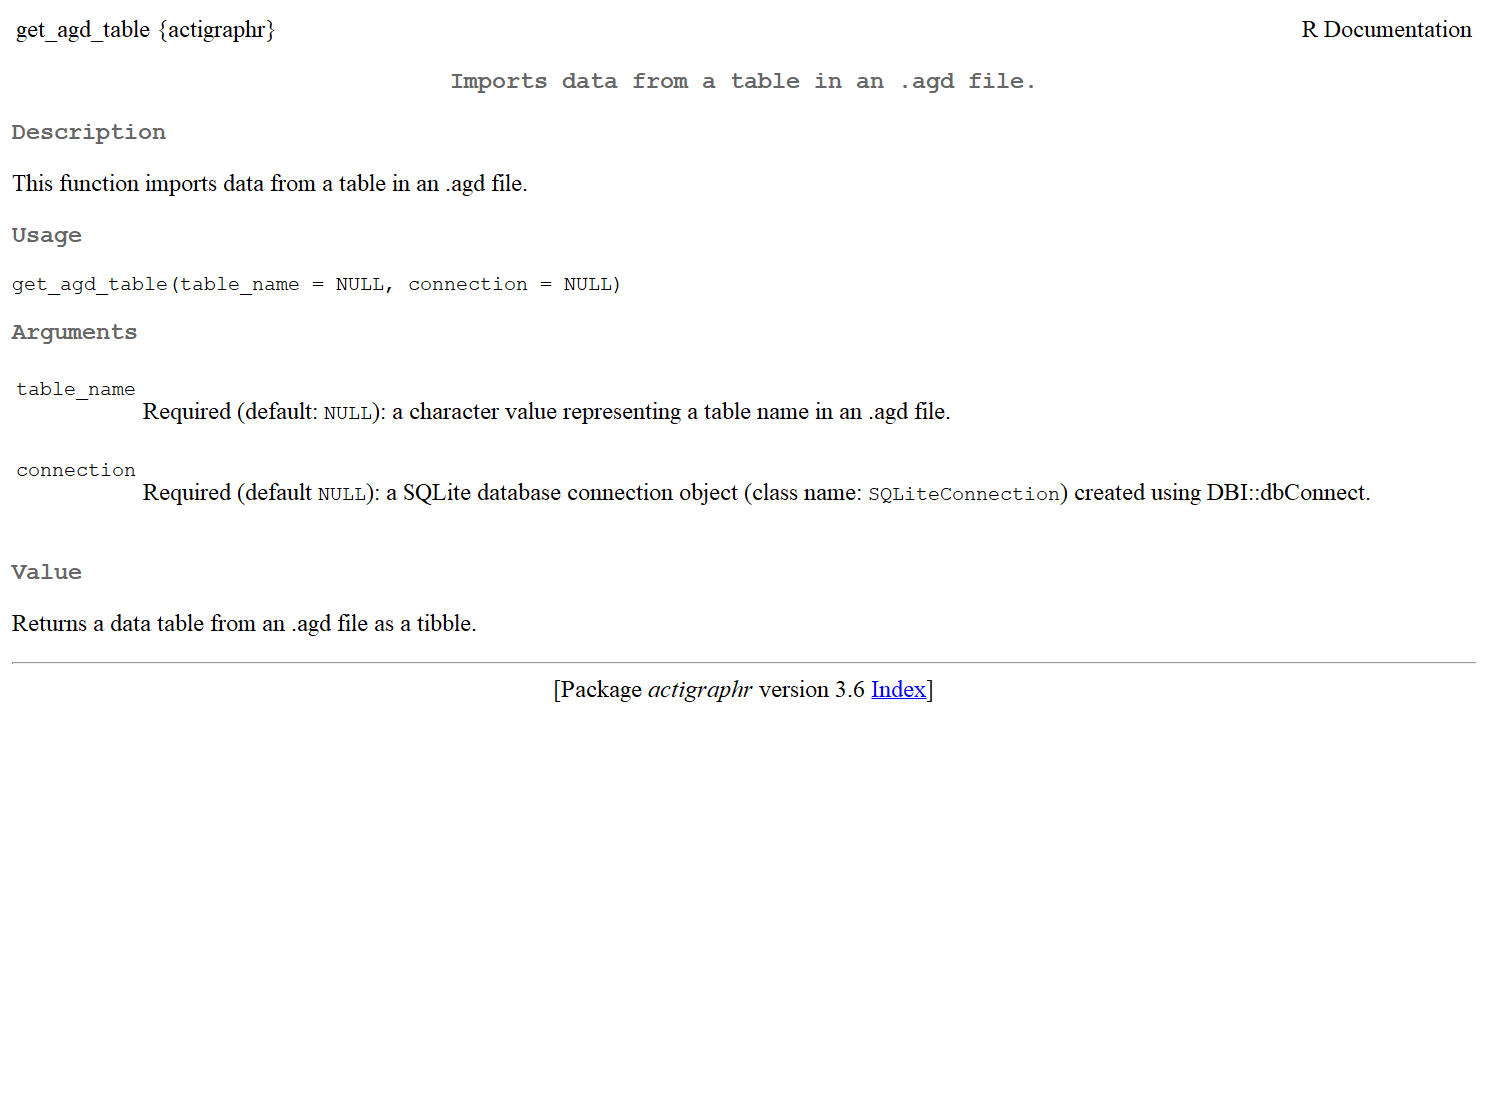 get_agd_table {actigraphr} R Documentation
Imports data from a table in an .agd file.
Description
This function imports data from a table in an .agd file.
Usage
get_agd_table(table_name = NULL, connection = NULL)
Arguments
table_name
Required (default: NULL): a character value representing a table name in an .agd file.
connection
Required (default NULL): a SQLite database connection object (class name: SQLiteConnection) created using DBI::dbConnect.
Value
Returns a data table from an .agd file as a tibble.
[Package actigraphr version 3.6 Index]